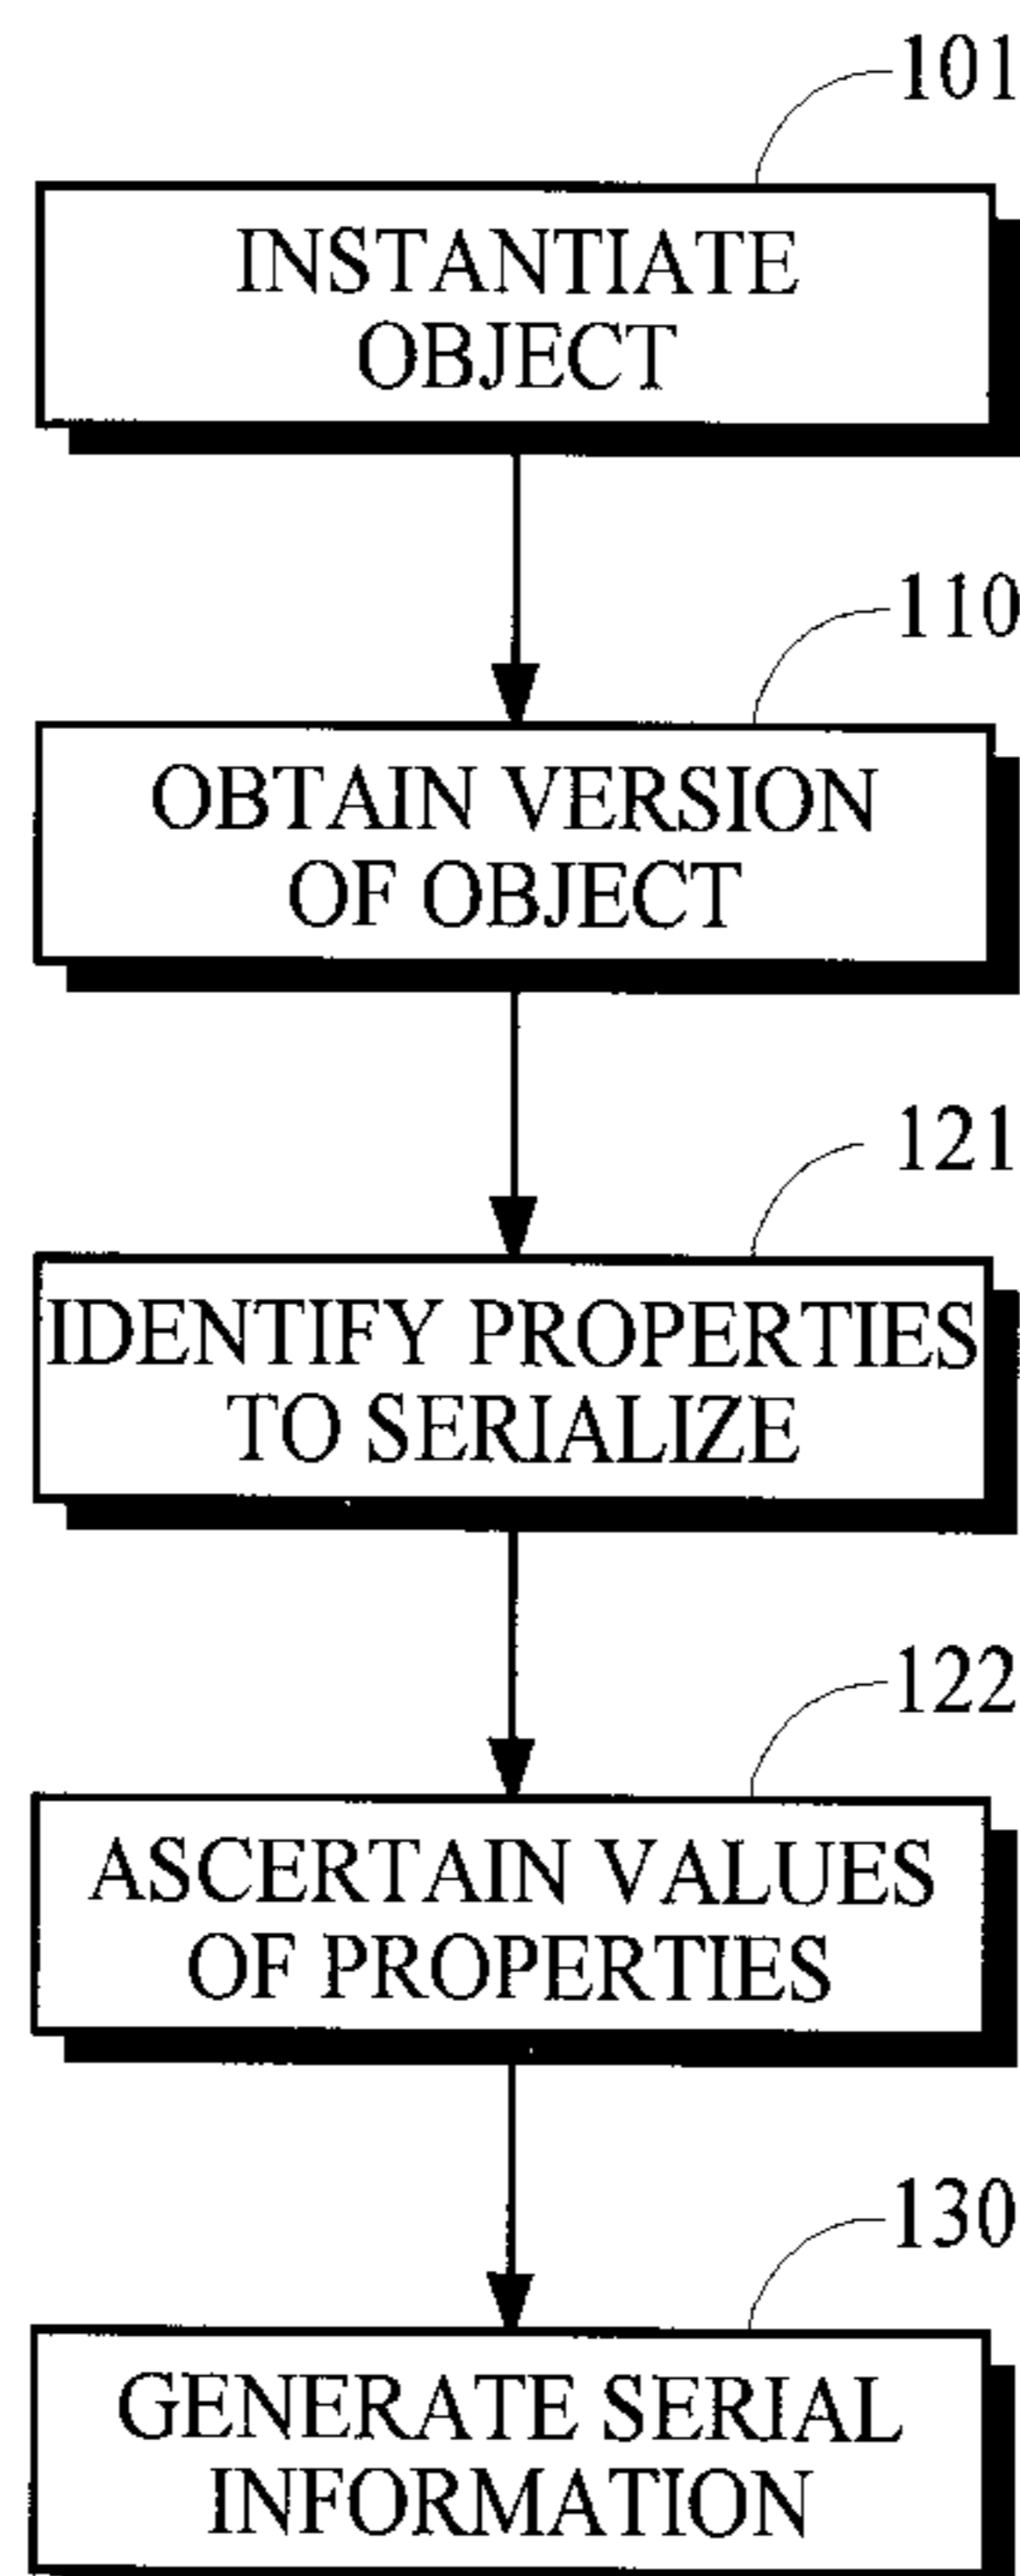 101
INSTANTIATE
OBJECT
110
OBTAIN VERSION
OF OBJECT
121
IDENTIFY PROPERTIES
TO SERIALIZE
122
ASCERTAIN VALUES
OF PROPERTIES
130
GENERATE SERIAL
INFORMATION